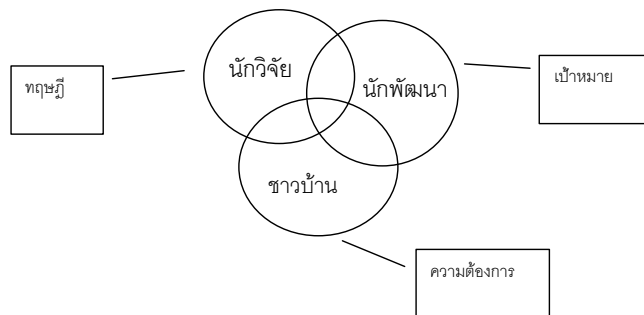 นักวิจัย
ทฤษฎี
นักพัฒนา
เป้าหมาย
ชาวบ้าน
ความต้องการ